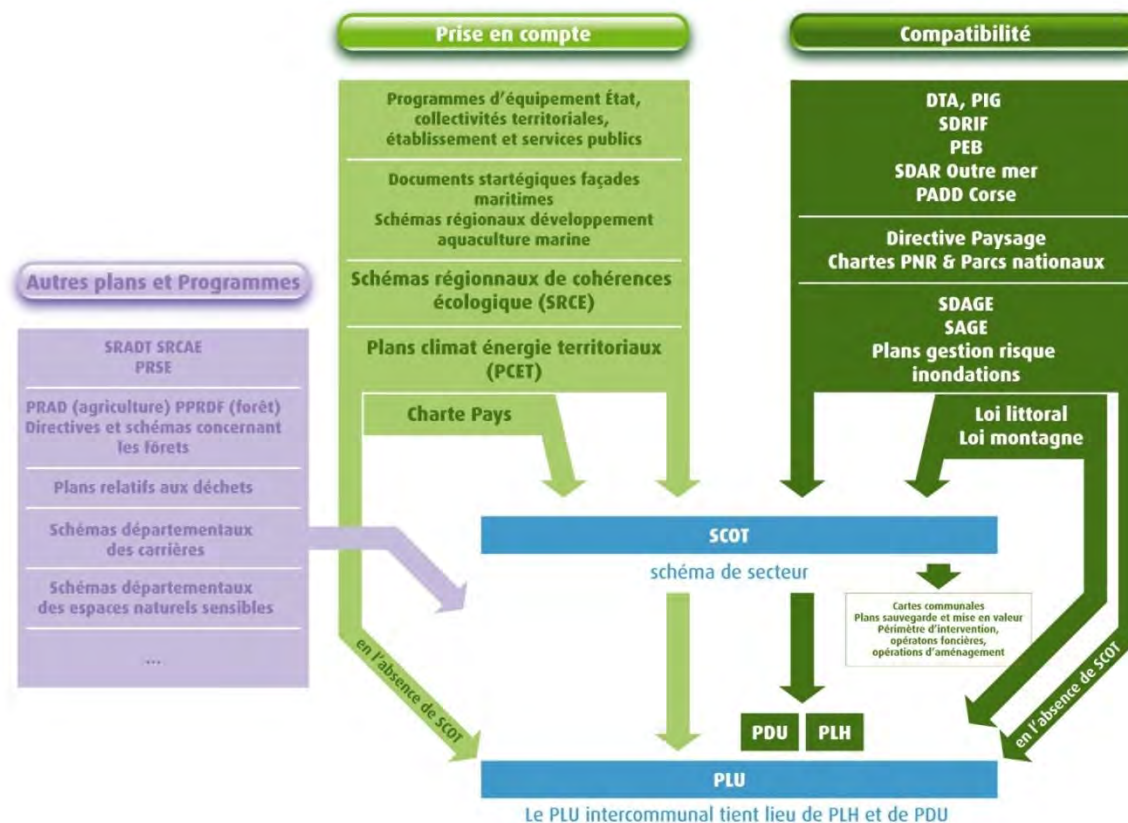 Prise en compte
Programmes d'équipement État,
collectivités territoriales,
établissement et services publics
Documents startégiques façades
maritimes
Schémas régionaux développement
aquaculture marine
Schémas régionnaux de cohérences
écologique (SRCE)
Plans climat énergie territoriaux
(PCET)
Charte Pays
en l'absence de SCOT
Compatibilité
DTA, PIG
SDRIF
PEB
SDAR Outre mer
PADD Corse
Directive Paysage
Chartes PNR & Parcs nationaux
SDAGE
SAGE
Plans gestion risque
inondations
Loi littoral
Loi montagne
en l'absence de SCOT
Autres plans et Programmes
SRADT SRCAE
PRSE
PRAD (agriculture) PPRDF (forêt)
Directives et schémas concernant
les fôrets
Plans relatifs aux déchets
Schémas départementaux
des carrières
Schémas départementaux
des espaces naturels sensibles
...
SCOT
schéma de secteur
Cartes communales
Plans sauvegarde et mise en valeur
Périmètre d'intervention,
opératons foncières,
opérations d'aménagement
PDU PLH
PLU
Le PLU intercommunal tient lieu de PLH et de PDU